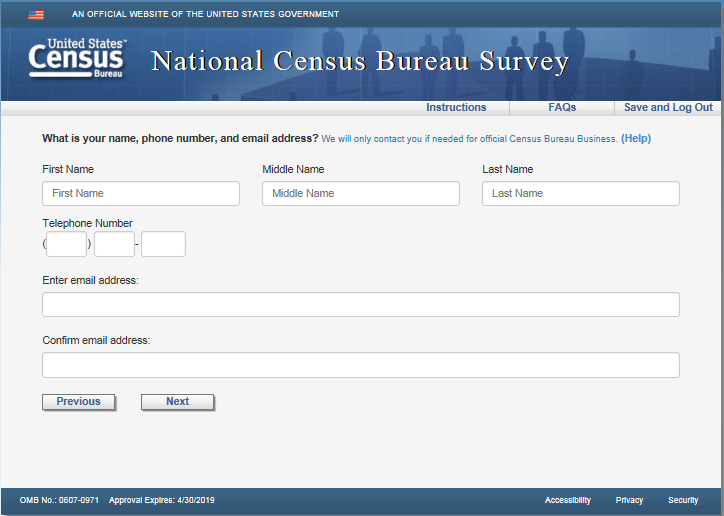 AN OFFICIAL WEBSITE OF THE UNITED STATES GOVERNMENT
United States™
Census
Bureau
National Census Bureau Survey
Instructions FAQs Save and Log Out
What is your name, phone number, and email address? We will only contact you if needed for official Census Bureau Business. (Help)
First Name Middle Name Last Name
First Name Middle Name Last Name
Telephone Number
( ) -
Enter email address:
Confirm email address:
Previous Next
OMB No.: 0607-0971 Approval Expires: 4/30/2019 Accessibility Privacy Security